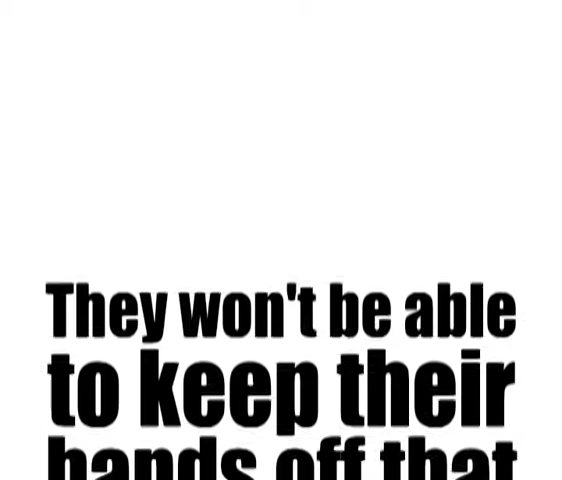 They won't be able
to keep their
hands off that